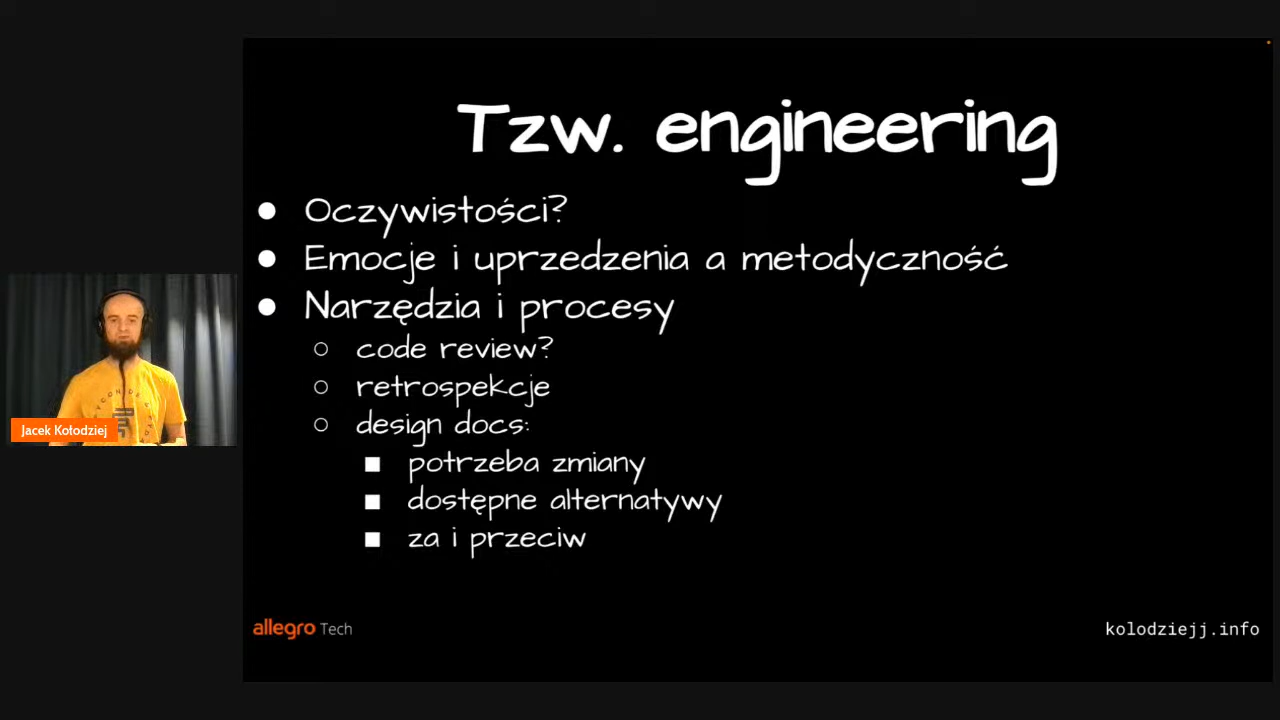 Tzw. engineering
Oczywistości?
Emocje i uprzedzenia a metodyczność
Narzędzia i procesy
code review?
retrospekcje
design docs:
potrzeba zmiany
dostępne alternatywy
za i przeciw
Jacek Kołodziej
allegro Tech
kolodziejj.info